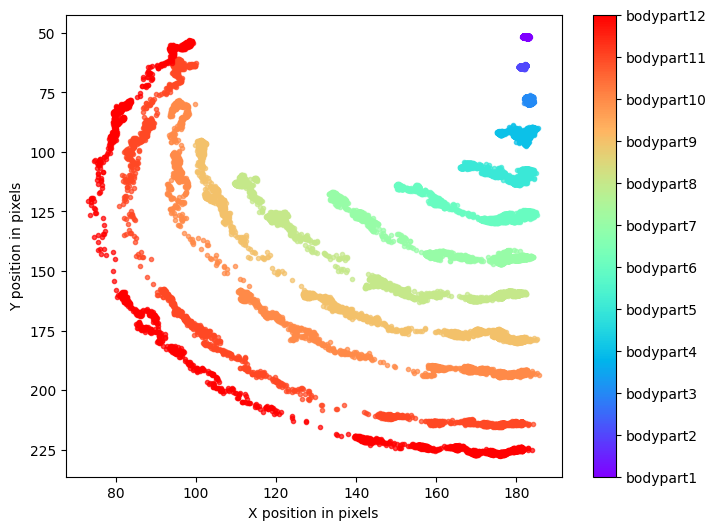 50
75
100
125
150
175
200
225
Y position in pixels
80
100
120
140
160
180
X position in pixels
bodypart12
bodypart11
bodypart10
bodypart9
bodypart8
bodypart7
bodypart6
bodypart5
bodypart4
bodypart3
bodypart2
bodypart1